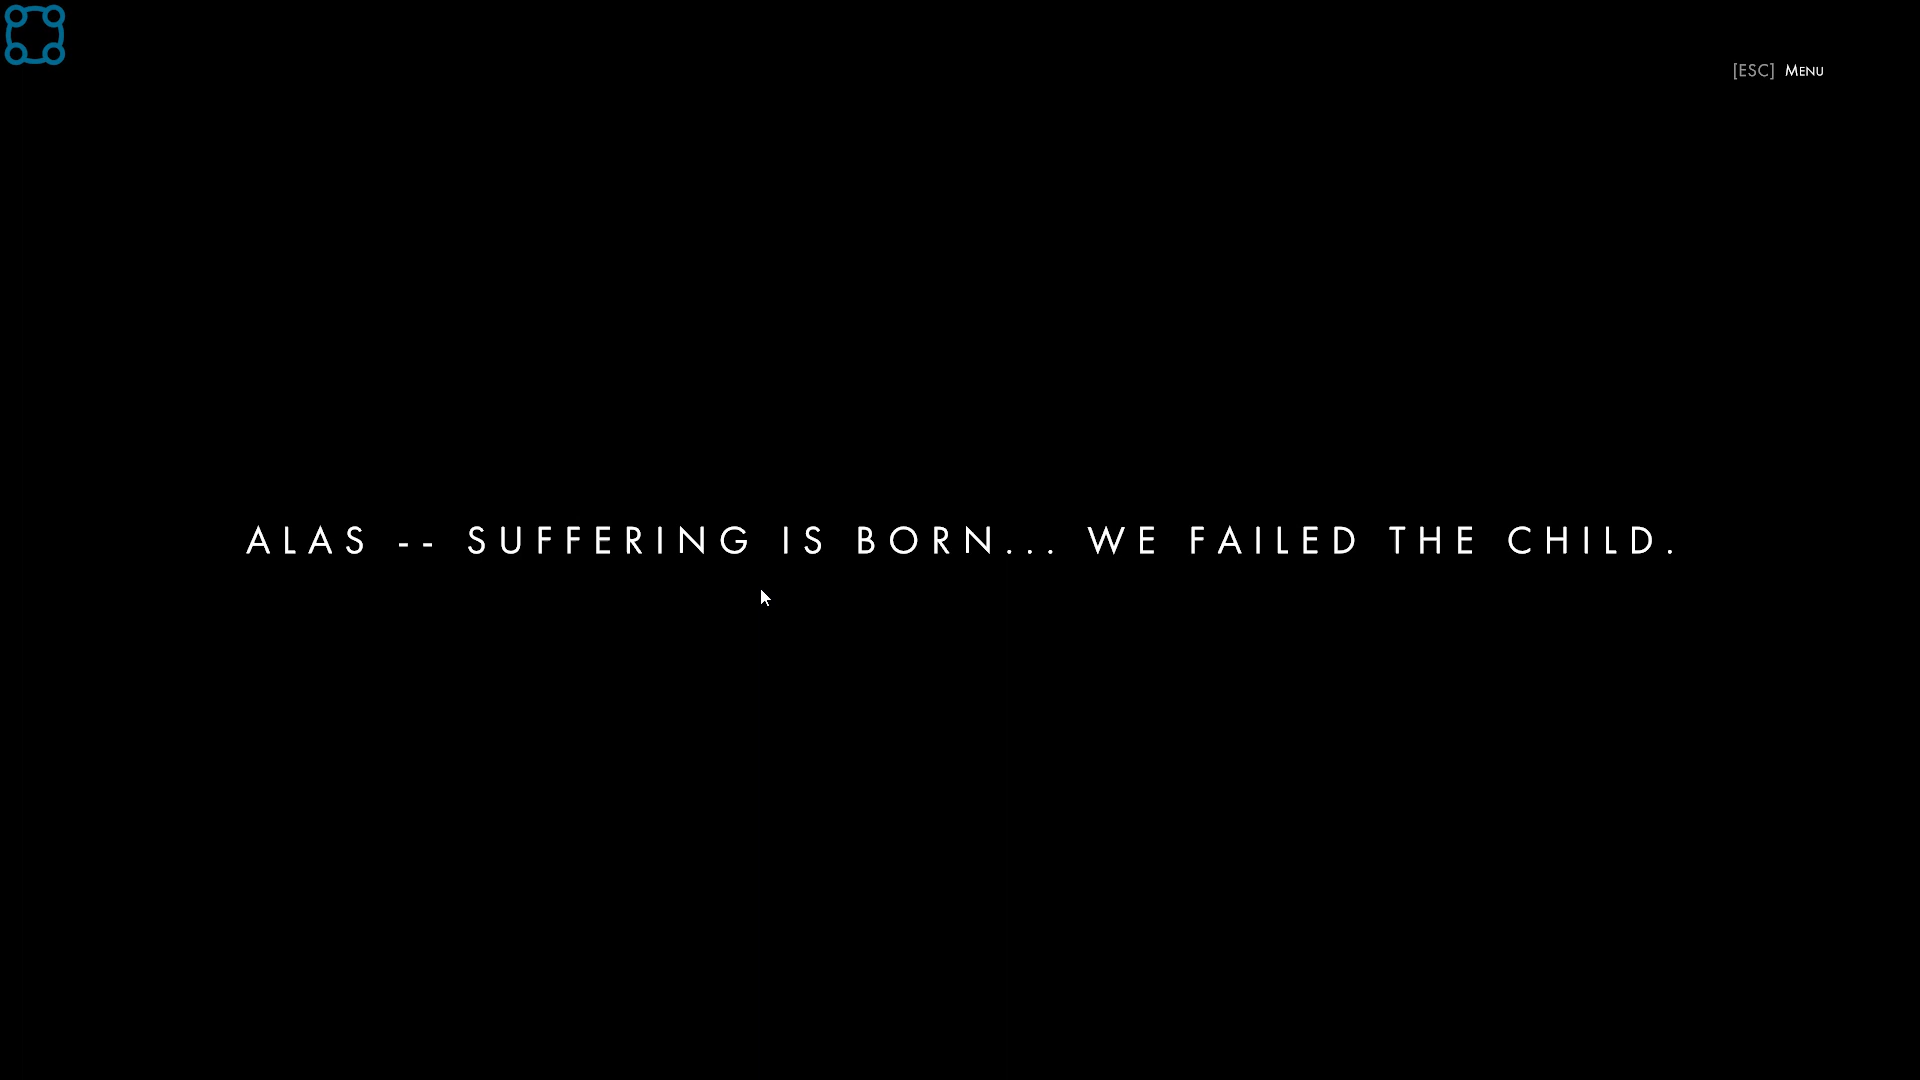 [ESC] Menu
ALAS -- SUFFERING IS BORN... WE FAILED THE CHILD.